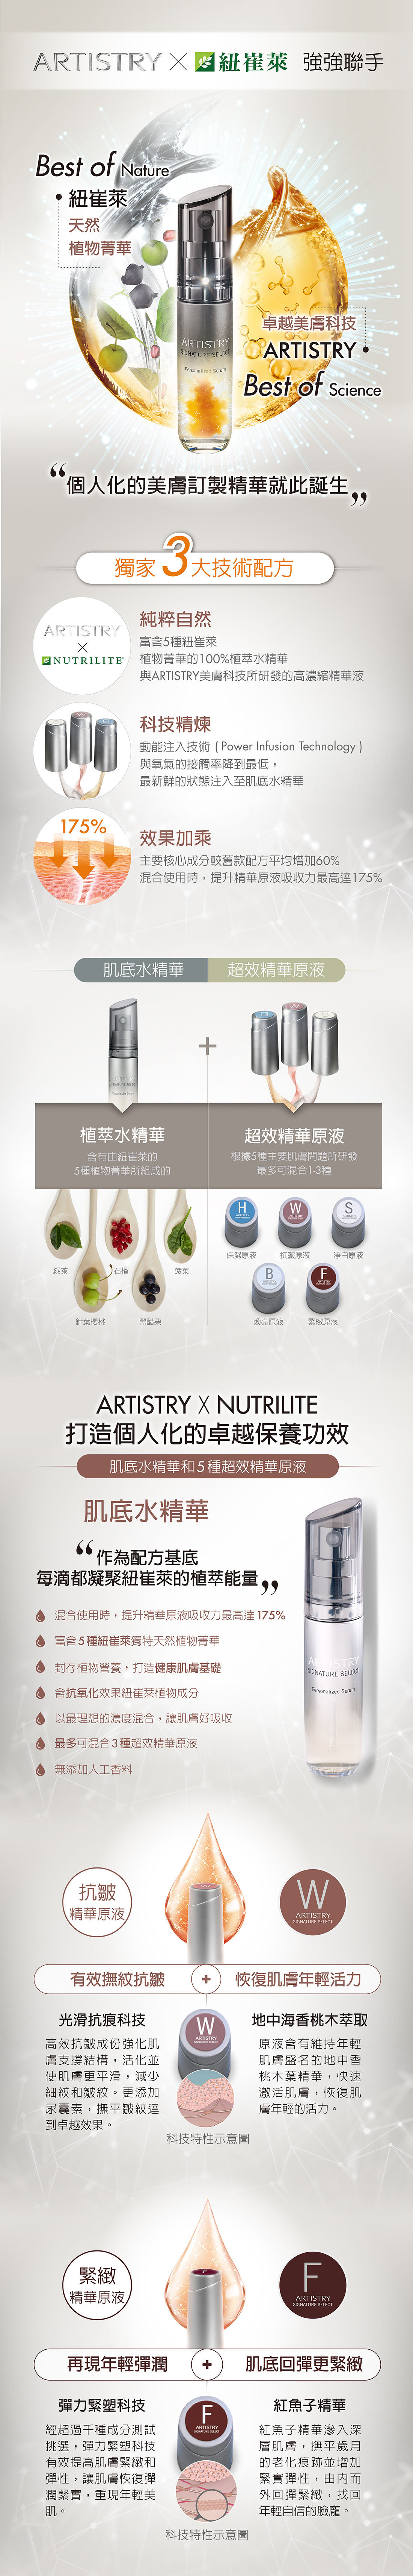 ARTISTRY × 紐崔萊 強強聯手
Best of Nature
紐崔萊
天然
植物菁華
卓越美膚科技
ARTISTRY
Best of Science
ARTISTRY
SIGNATURE SELECT
Personalized Serum
“個人化的美膚訂製精華就此誕生”
獨家3大技術配方
ARTISTRY
×
NUTRILITE
純粹自然
富含5種紐崔萊
植物菁華的100%植萃水精華
與ARTISTRY美膚科技所研發的高濃縮精華液
科技精煉
動能注入技術 ( Power Infusion Technology )
與氧氣的接觸率降到最低，
最新鮮的狀態注入至肌底水精華
175%
效果加乘
主要核心成分較舊款配方平均增加60%
混合使用時，提升精華原液吸收力最高達175%
肌底水精華
超效精華原液
+
植萃水精華
含有由紐崔萊的
5種植物菁華所組成的
超效精華原液
根據5種主要肌膚問題所研發
最多可混合1-3種
綠茶
石榴
菠菜
針葉櫻桃
黑醋栗
H
W
S
保濕原液
抗皺原液
淨白原液
B
F
煥亮原液
緊緻原液
ARTISTRY X NUTRILITE
打造個人化的卓越保養功效
肌底水精華和5種超效精華原液
肌底水精華
“作為配方基底
每滴都凝聚紐崔萊的植萃能量”
混合使用時，提升精華原液吸收力最高達175%
富含5種紐崔萊獨特天然植物菁華
封存植物營養，打造健康肌膚基礎
含抗氧化效果紐崔萊植物成分
以最理想的濃度混合，讓肌膚好吸收
最多可混合3種超效精華原液
無添加人工香料
ARTISTRY
SIGNATURE SELECT
Personalized Serum
抗皺
精華原液
W
ARTISTRY
SIGNATURE SELECT
有效撫紋抗皺 + 恢復肌膚年輕活力
光滑抗痕科技
高效抗皺成份強化肌
膚支撐結構，活化並
使肌膚更平滑，減少
細紋和皺紋。更添加
尿囊素，撫平皺紋達
到卓越效果。
W
ARTISTRY
SIGNATURE SELECT
科技特性示意圖
地中海香桃木萃取
原液含有維持年輕
肌膚盛名的地中香
桃木葉精華，快速
激活肌膚，恢復肌
膚年輕的活力。
緊緻
精華原液
F
ARTISTRY
SIGNATURE SELECT
再現年輕彈潤 + 肌底回彈更緊緻
彈力緊塑科技
經超過千種成分測試
挑選，彈力緊塑科技
有效提高肌膚緊緻和
彈性，讓肌膚恢復彈
潤緊實，重現年輕美
肌。
F
ARTISTRY
SIGNATURE SELECT
科技特性示意圖
紅魚子精華
紅魚子精華滲入深
層肌膚，撫平歲月
的老化痕跡並增加
緊實彈性，由內而
外回彈緊緻，找回
年輕自信的臉龐。